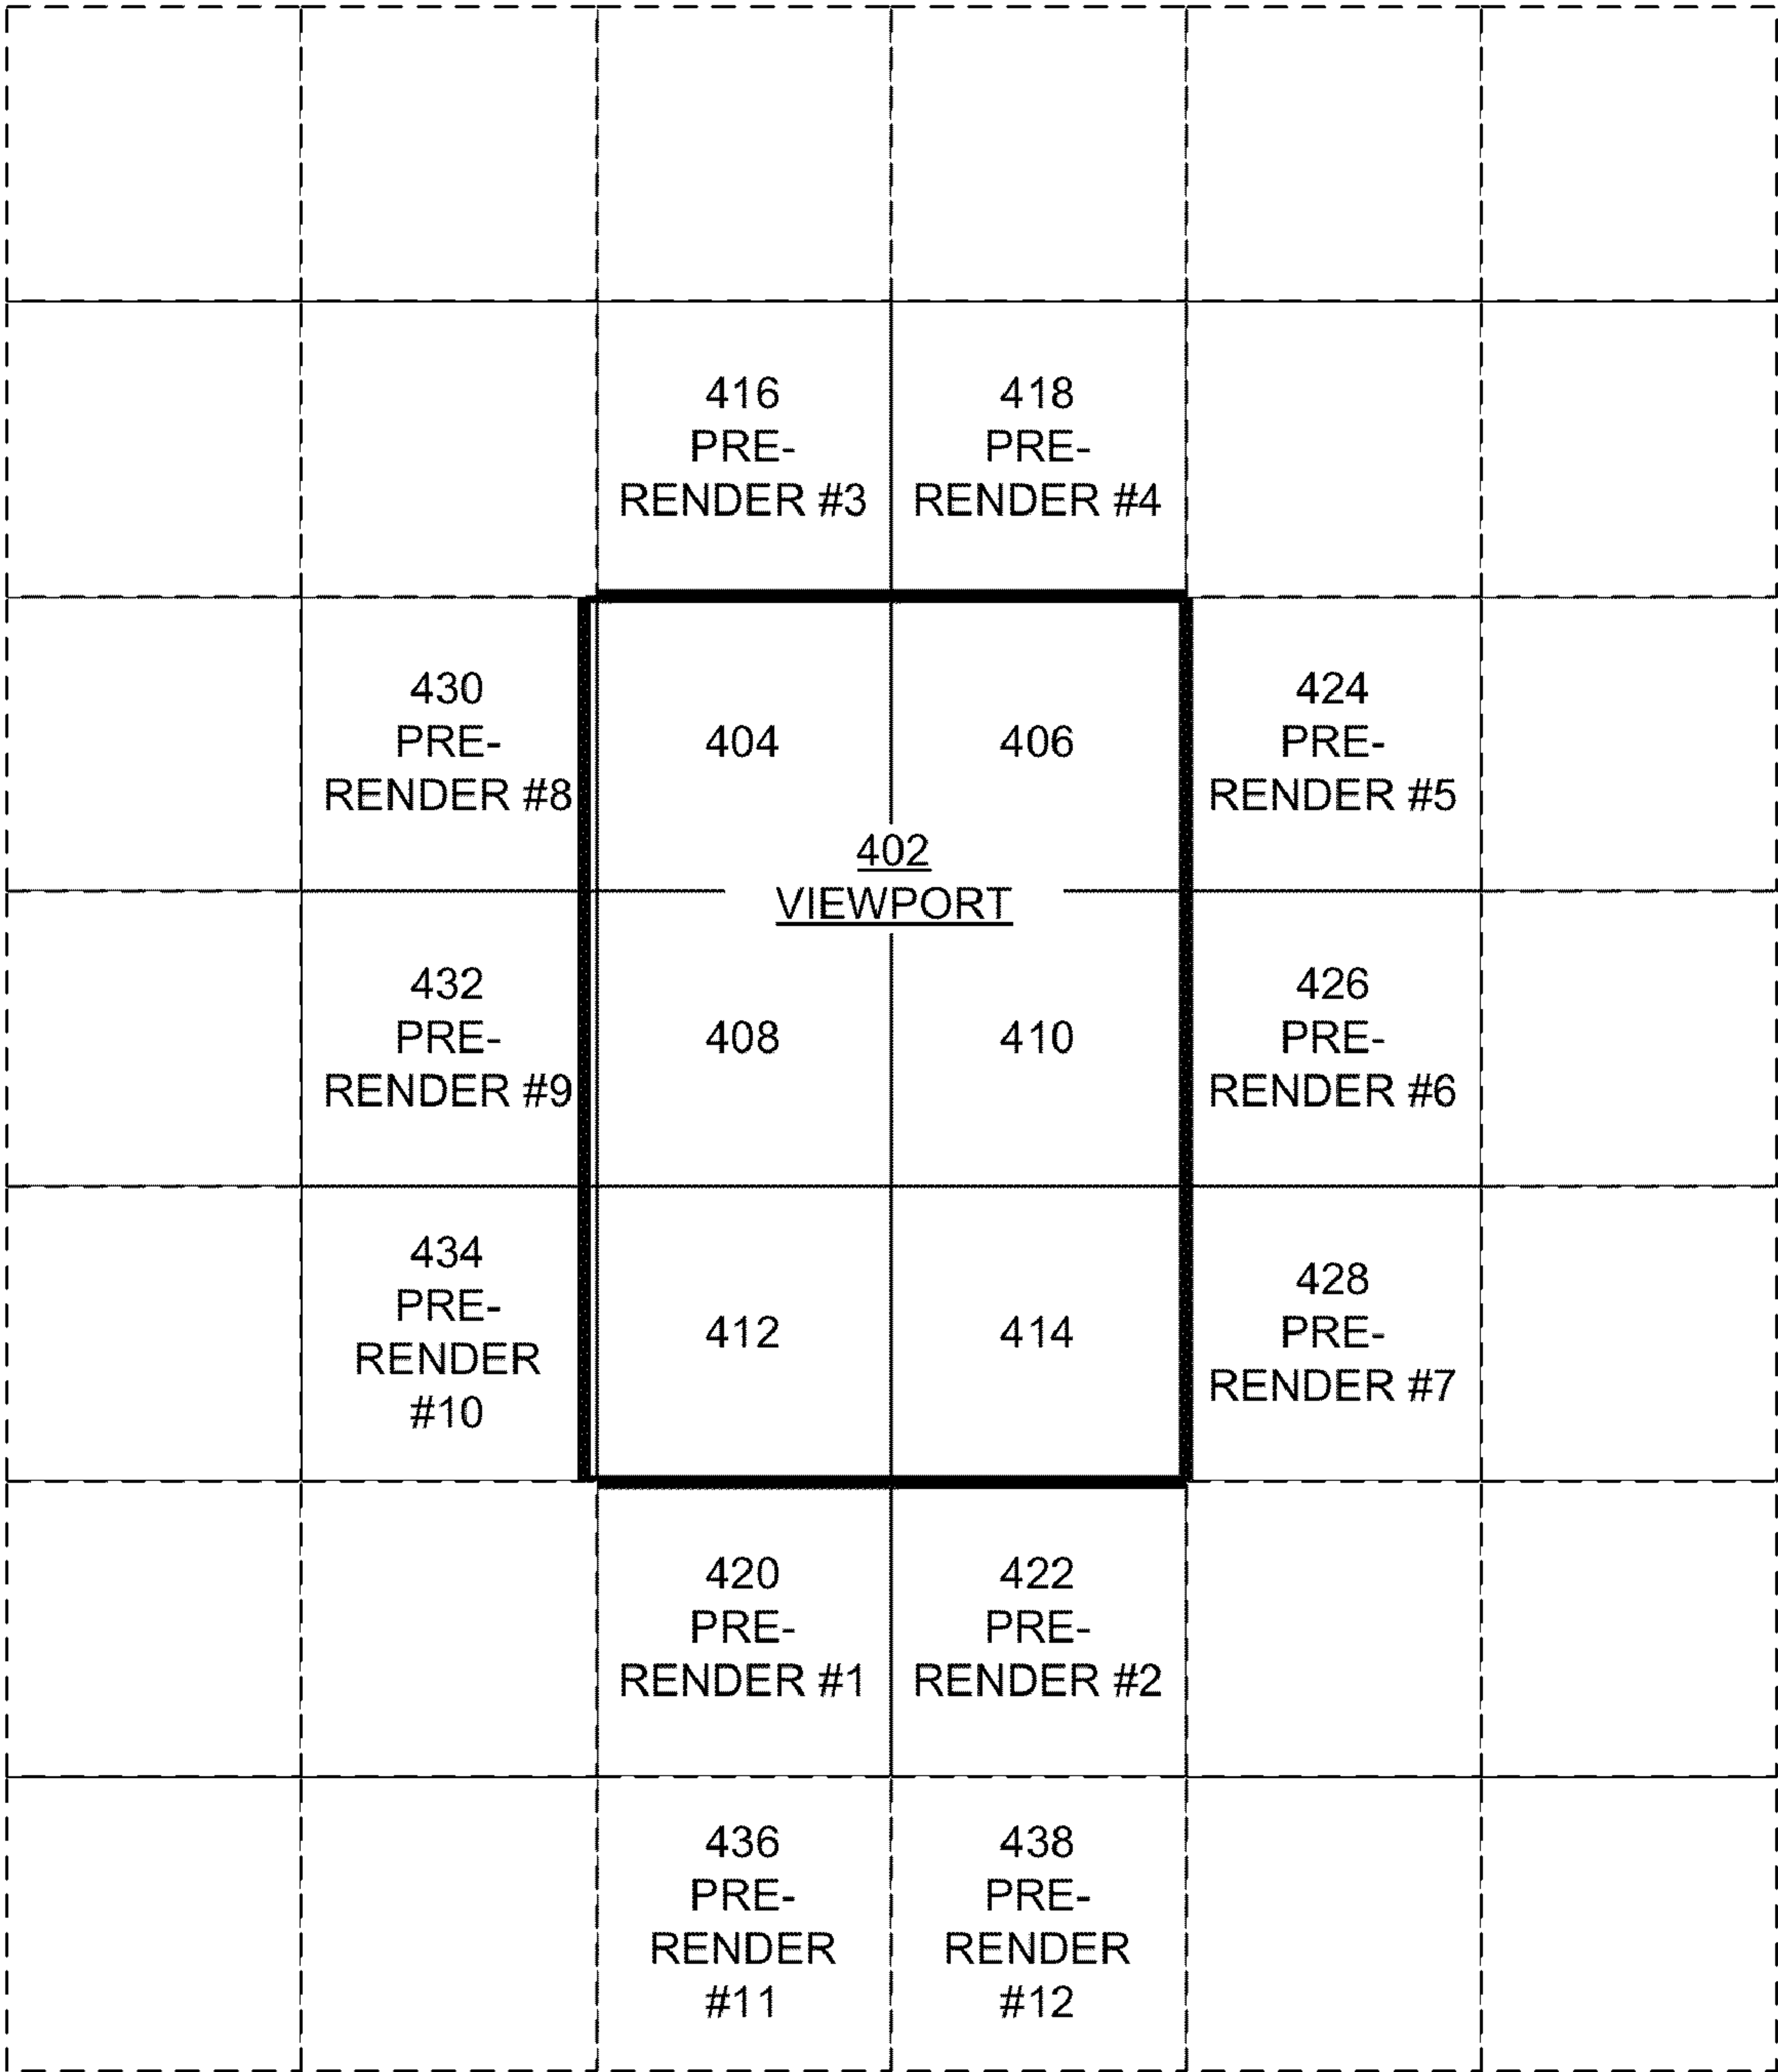 416
PRE-
RENDER #3
418
PRE-
RENDER #4
430
PRE-
RENDER #8
404
406
424
PRE-
RENDER #5
402
VIEWPORT
432
PRE-
RENDER #9
408
410
426
PRE-
RENDER #6
434
PRE-
RENDER
#10
412
414
428
PRE-
RENDER #7
420
PRE-
RENDER #1
422
PRE-
RENDER #2
436
PRE-
RENDER
#11
438
PRE-
RENDER
#12